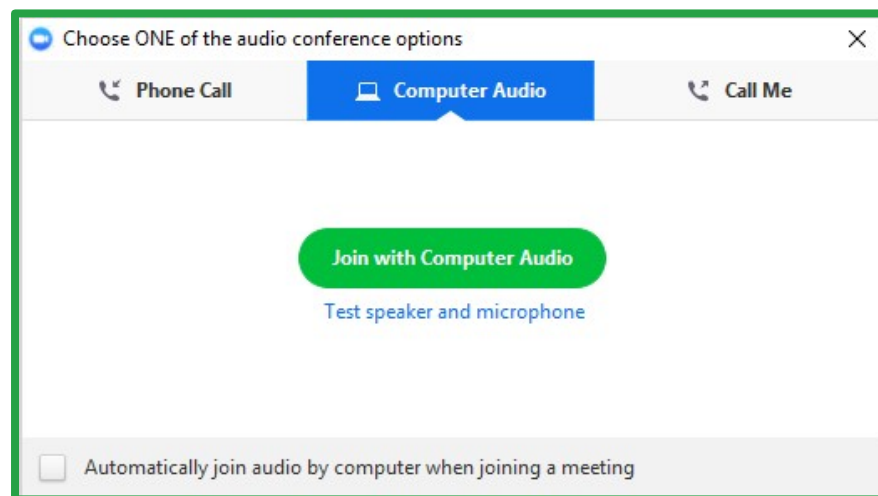 Choose ONE of the audio conference options
Phone Call
Computer Audio
Call Me
Join with Computer Audio
Test speaker and microphone
Automatically join audio by computer when joining a meeting